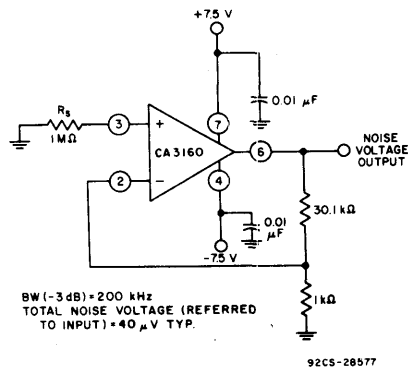 +7.5 V
0.01 µF
Rs
1MΩ
3
+
7
CA3160
6
NOISE
VOLTAGE
OUTPUT
2
−
4
0.01
µF
30.1 kΩ
−7.5 V
1kΩ
BW (-3dB) = 200 kHz
TOTAL NOISE VOLTAGE (REFERRED
TO INPUT) = 40 µV TYP.
92CS-28577